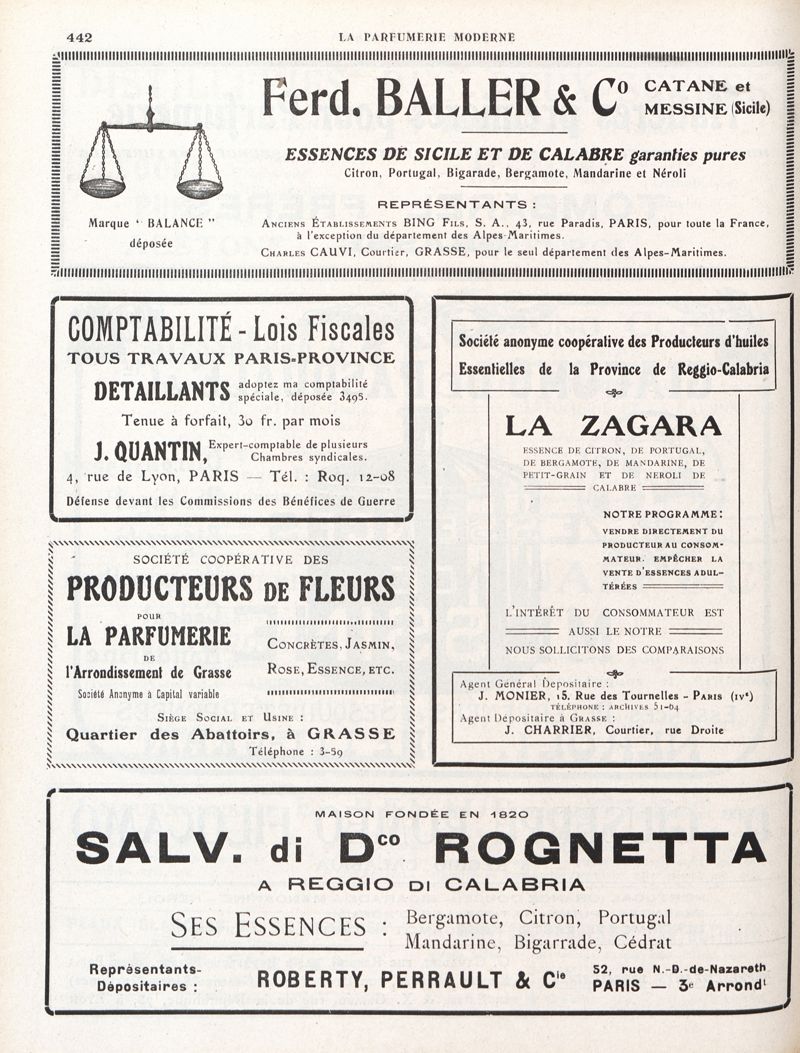 442
LA PARFUMERIE MODERNE
Ferd. BALLER & Co CATANE et
MESSINE (Sicile)
ESSENCES DE SICILE ET DE CALABRE garanties pures
Citron, Portugal, Bigarade, Bergamote, Mandarine et Néroli
REPRÉSENTANTS :
Marque ‘ BALANCE ”
déposée
ANCIENS ÉTABLISSEMENTS BING FILS, S. A., 43, rue Paradis, PARIS, pour toute la France,
à l'exception du département des Alpes-Maritimes.
CHARLES CAUVI, Courtier, GRASSE, pour le seul département des Alpes-Maritimes.
COMPTABILITÉ - Lois Fiscales
TOUS TRAVAUX PARIS-PROVINCE
DETAILLANTS adoptez ma comptabilité
spéciale, déposée 3495.
Tenue à forfait, 30 fr. par mois
J. QUANTIN, Expert-comptable de plusieurs
Chambres syndicales.
4, rue de Lyon, PARIS — Tél. : Roq. 12-08
Défense devant les Commissions des Bénéfices de Guerre
SOCIÉTÉ COOPÉRATIVE DES
PRODUCTEURS DE FLEURS
POUR
LA PARFUMERIE
DE
l'Arrondissement de Grasse
Société Anonyme à Capital variable
CONCRÈTES, JASMIN,
ROSE, ESSENCE, ETC.
SIÈGE SOCIAL ET USINE :
Quartier des Abattoirs, à GRASSE
Téléphone : 3-59
Société anonyme coopérative des Producteurs d'huiles
Essentielles de la Province de Reggio-Calabria
LA ZAGARA
ESSENCE DE CITRON, DE PORTUGAL,
DE BERGAMOTE, DE MANDARINE, DE
PETIT-GRAIN ET DE NEROLI DE
CALABRE
NOTRE PROGRAMME :
VENDRE DIRECTEMENT DU
PRODUCTEUR AU CONSOM-
MATEUR. EMPÊCHER LA
VENTE D'ESSENCES ADUL-
TÉRÉES
L'INTÉRÊT DU CONSOMMATEUR EST
AUSSI LE NOTRE
NOUS SOLLICITONS DES COMPARAISONS
Agent Général Depositaire :
J. MONIER, 15. Rue des Tournelles - PARIS (IVe)
TÉLÉPHONE : ARCHIVES 51-04
Agent Dépositaire à GRASSE :
J. CHARRIER, Courtier, rue Droite
MAISON FONDÉE EN 1820
SALV. di Dco ROGNETTA
A REGGIO DI CALABRIA
SES ESSENCES : Bergamote, Citron, Portugal
Mandarine, Bigarrade, Cédrat
Représentants-
Dépositaires :
ROBERTY, PERRAULT & Cie
52, rue N.-D.-de-Nazareth
PARIS — 3e Arrondt